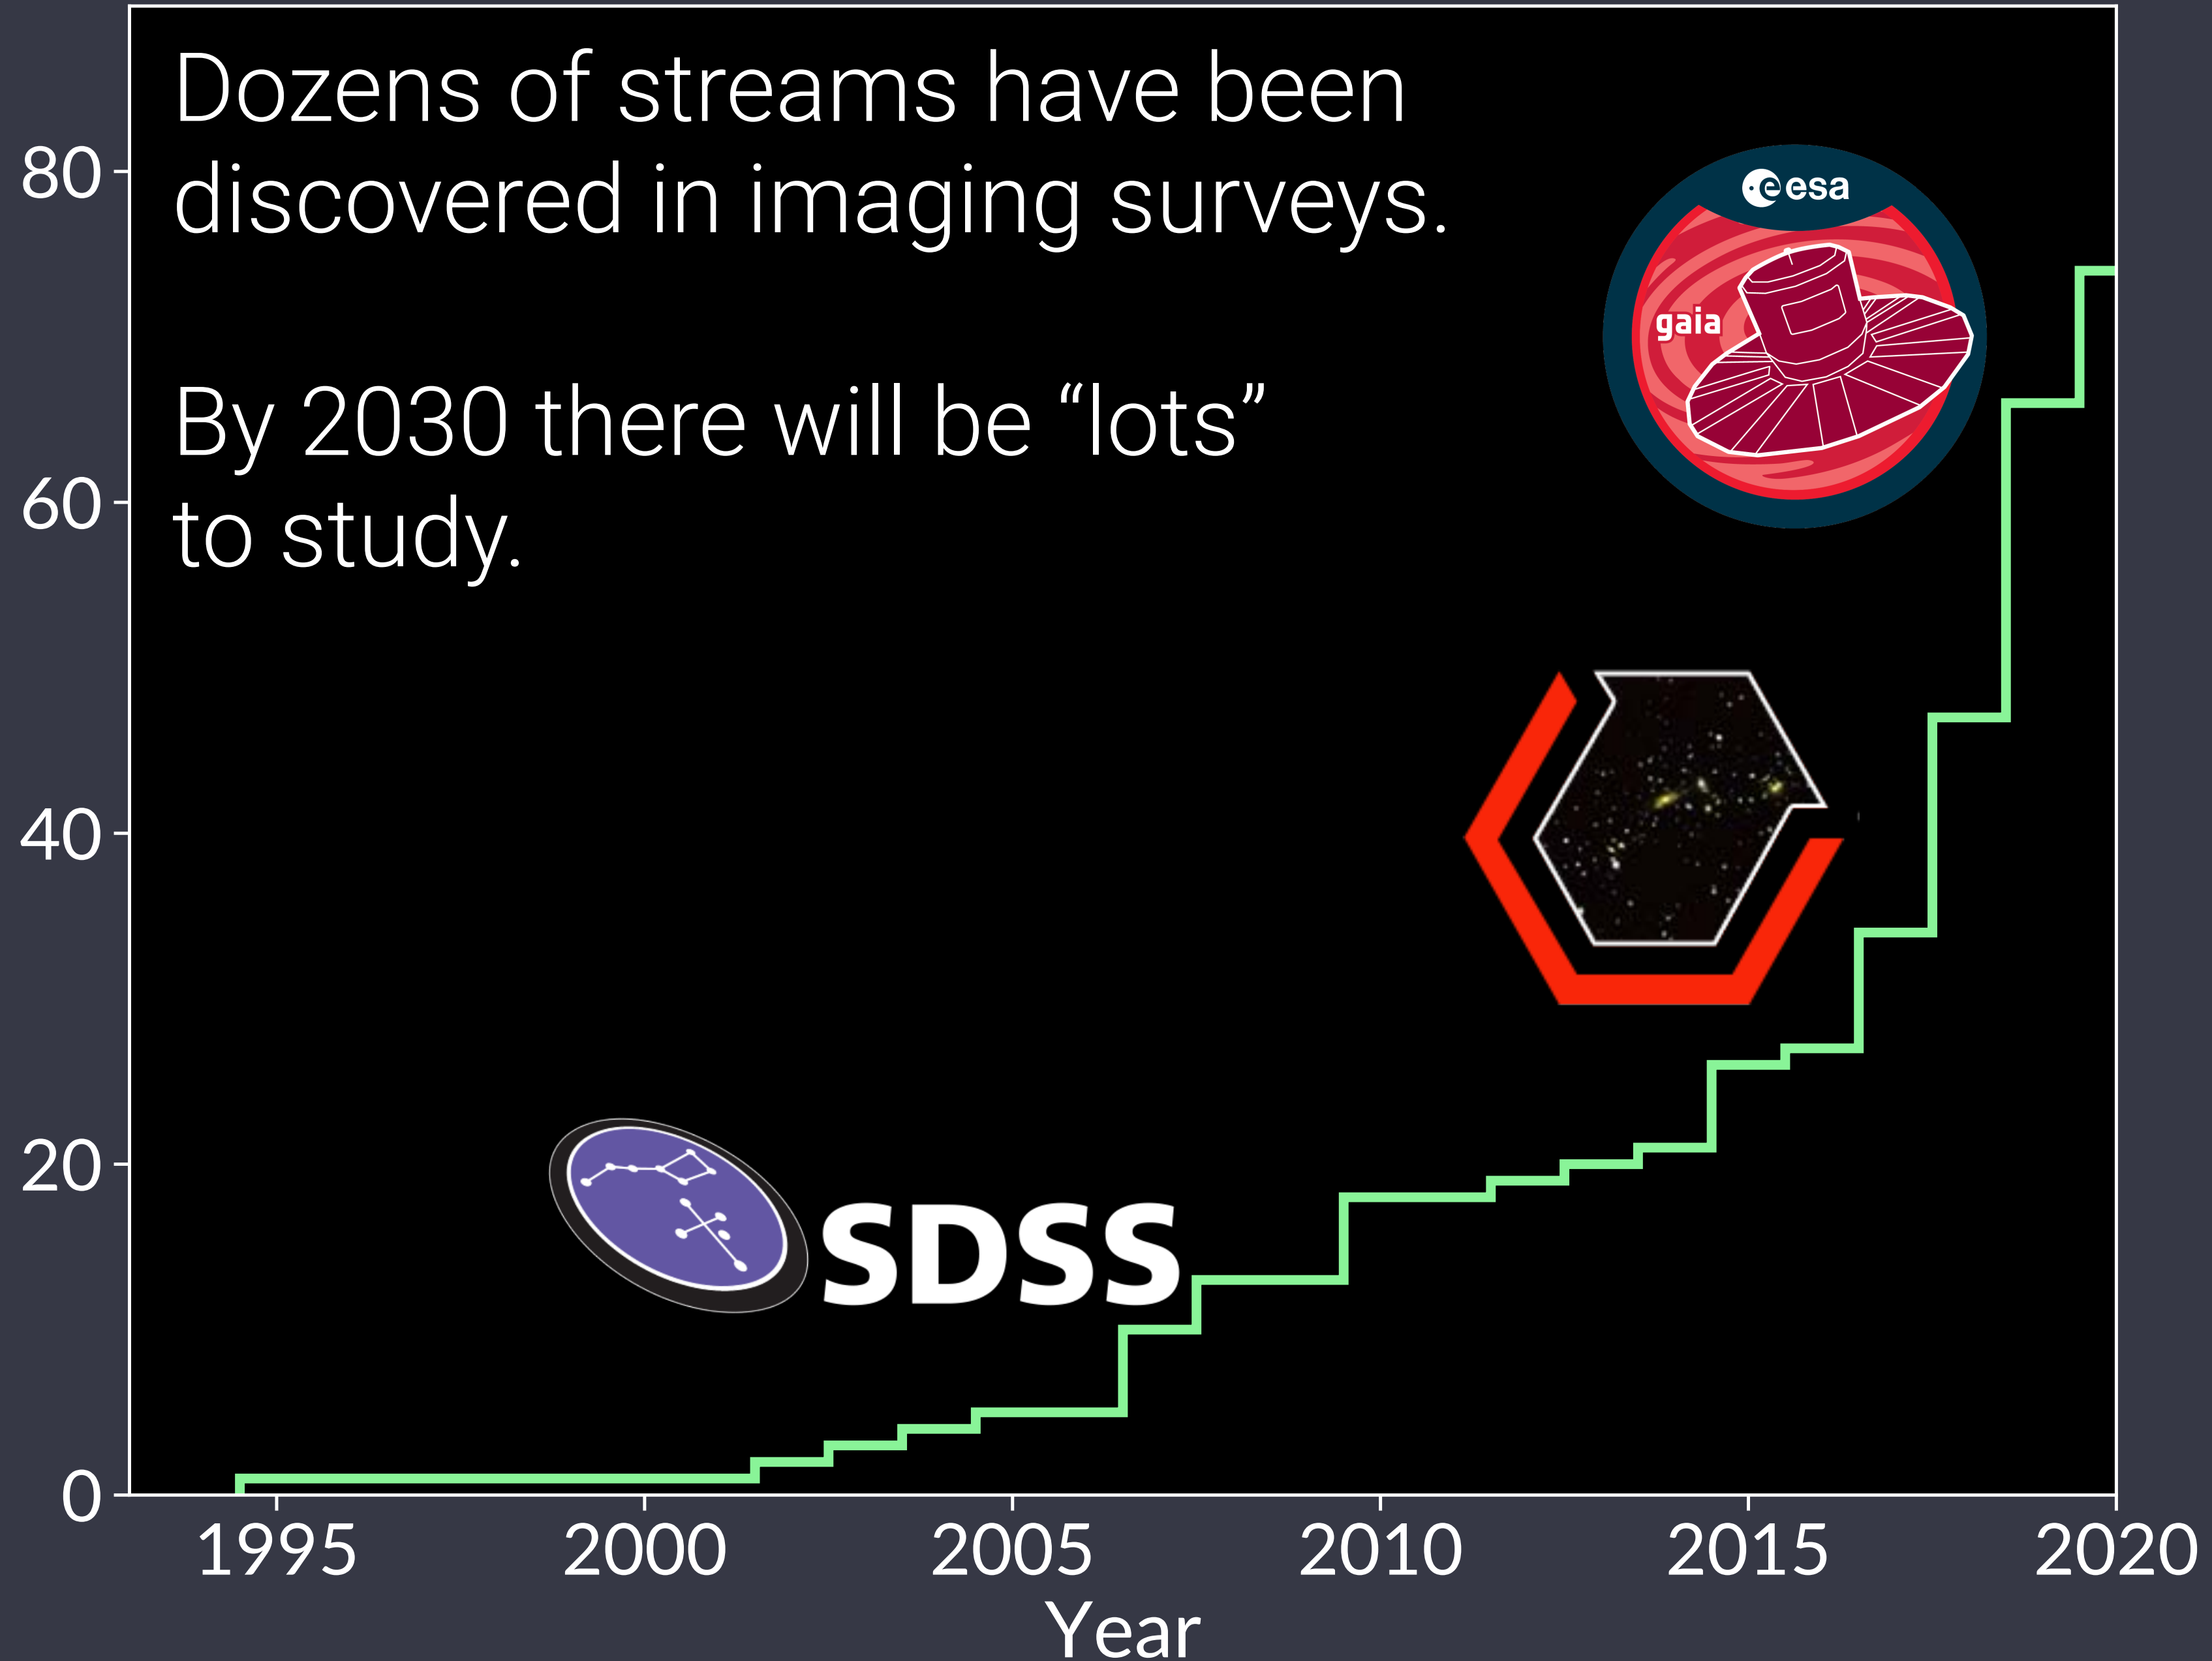 Dozens of streams have been
discovered in imaging surveys.
By 2030 there will be “lots”
to study.
esa
gaia
SDSS
80
60
40
20
0
1995 2000 2005 2010 2015 2020
Year